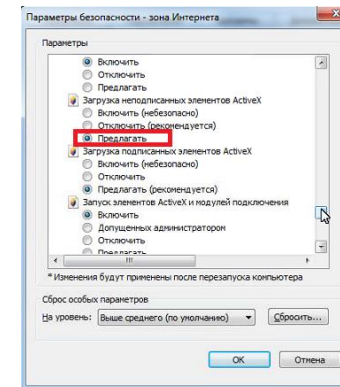 Параметры безопасности - зона Интернета
Параметры
Включить
Отключить
Предлагать
Загрузка неподписанных элементов ActiveX
Включить (небезопасно)
Отключить (рекомендуется)
Предлагать
Загрузка подписанных элементов ActiveX
Включить (небезопасно)
Отключить
Предлагать (рекомендуется)
Запуск элементов ActiveX и модулей подключения
Включить
Допущенных администратором
Отключить
Предлагать
* Изменения будут применены после перезапуска компьютера
Сброс особых параметров
На уровень: Выше среднего (по умолчанию) Сбросить...
ОК Отмена